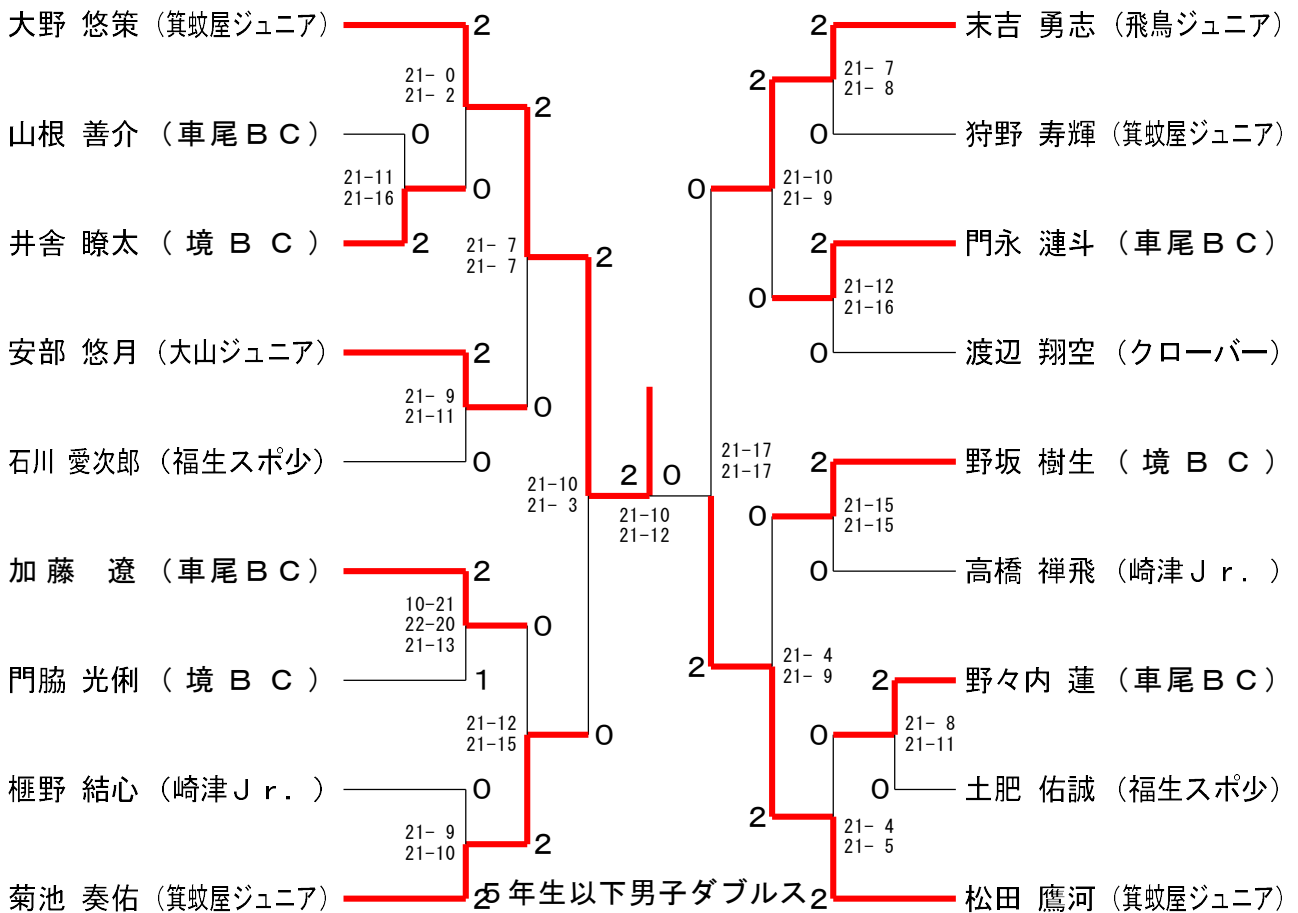 大野 悠策 (箕蚊屋ジュニア) 2
21- 0
21- 2
2
山根 善介 (車尾BC) 0
21-11
21-16
0
井舎 瞭太 (境BC) 2
21- 7
21- 7
2
安部 悠月 (大山ジュニア) 2
21- 9
21-11
0
石川 愛次郎 (福生スポ少) 0
21-10
21- 3
加藤 遼 (車尾BC) 2
10-21
22-20
21-13
0
門脇 光俐 (境BC) 1
21-12
21-15
0
榧野 結心 (崎津Jr.) 0
21- 9
21-10
2
菊池 奏佑 (箕蚊屋ジュニア) 2
2 0
21-10
21-12
2 末吉 勇志 (飛鳥ジュニア)
2
21- 7
21- 8
0 狩野 寿輝 (箕蚊屋ジュニア)
0
21-10
21- 9
2 門永 漣斗 (車尾BC)
0
21-12
21-16
0 渡辺 翔空 (クローバー)
21-17
21-17
2 野坂 樹生 (境BC)
0
21-15
21-15
0 高橋 禅飛 (崎津Jr.)
2
21- 4
21- 9
2 野々内 蓮 (車尾BC)
0
21- 8
21-11
0 土肥 佑誠 (福生スポ少)
2
21- 4
21- 5
2 松田 鷹河 (箕蚊屋ジュニア)
5年生以下男子ダブルス